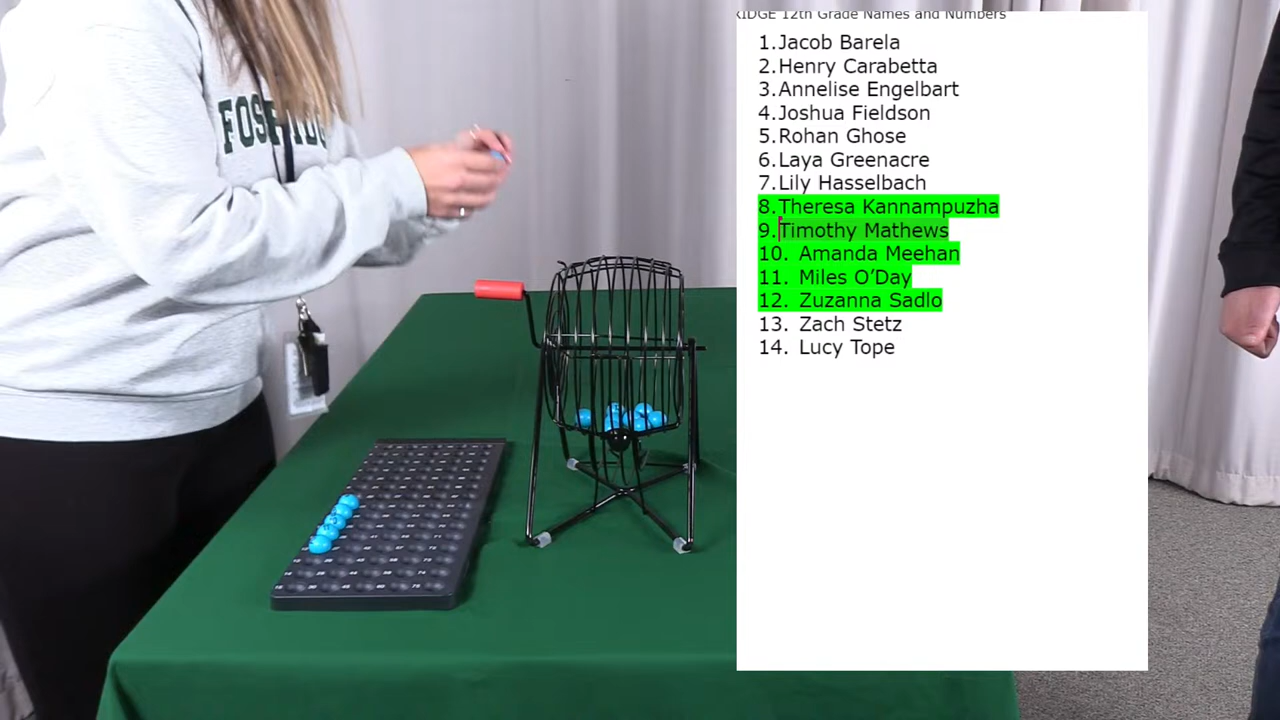 RIDGE 12th Grade Names and Numbers
1. Jacob Barela
2. Henry Carabetta
3. Annelise Engelbart
4. Joshua Fieldson
5. Rohan Ghose
6. Laya Greenacre
7. Lily Hasselbach
8. Theresa Kannampuzha
9. Timothy Mathews
10. Amanda Meehan
11. Miles O’Day
12. Zuzanna Sadlo
13. Zach Stetz
14. Lucy Tope